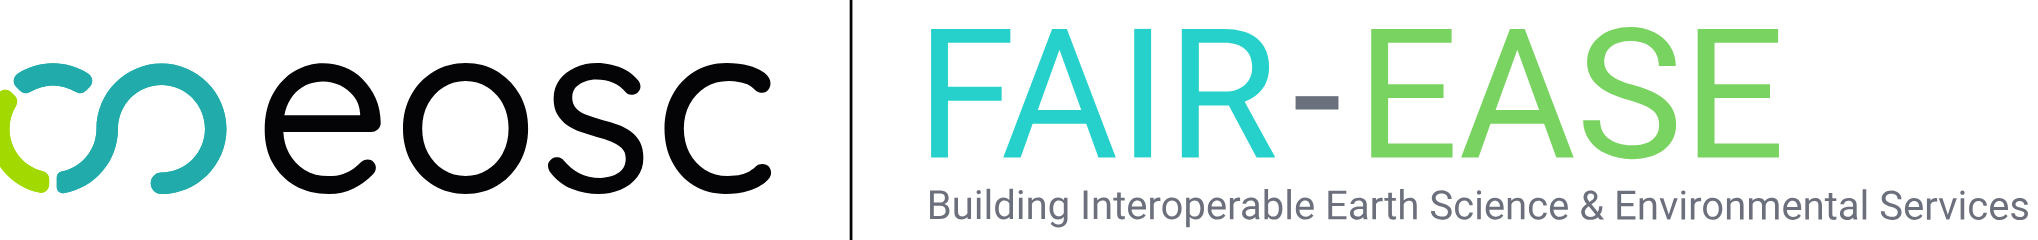 eosc
FAIR-EASE
Building Interoperable Earth Science & Environmental Services